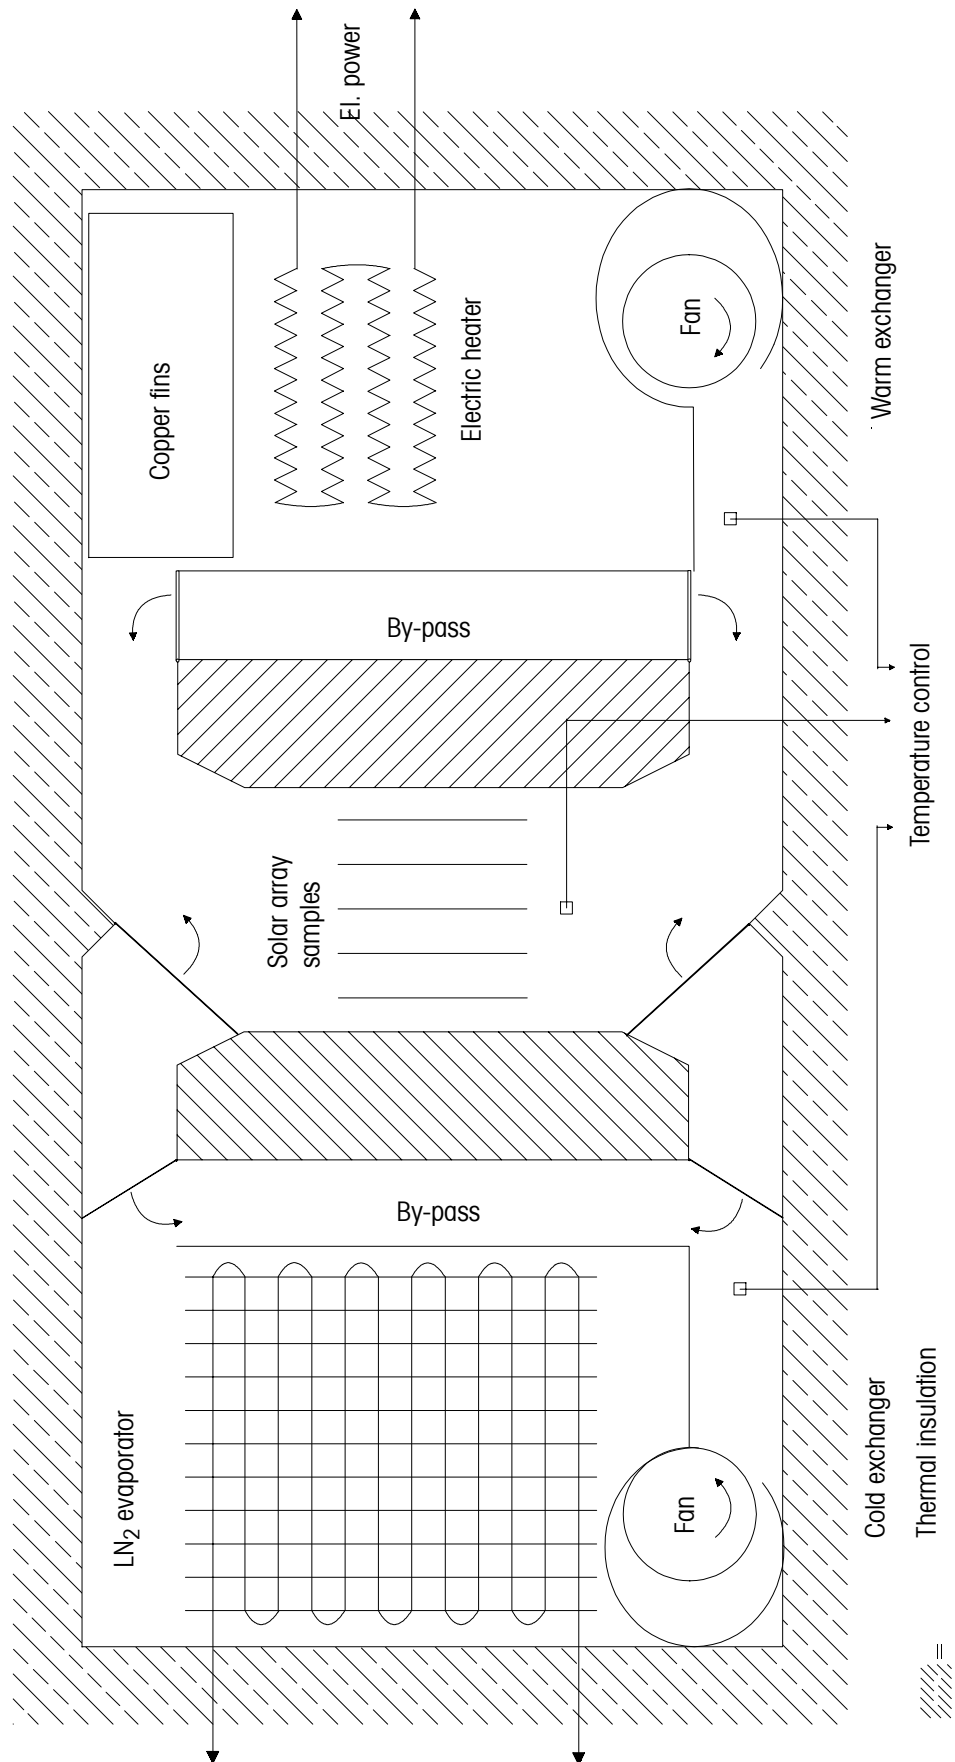 El. power
Copper fins
Electric heater
Fan
Warm exchanger
By-pass
Temperature control
Solar array
samples
By-pass
LN2 evaporator
Fan
Cold exchanger
= Thermal insulation